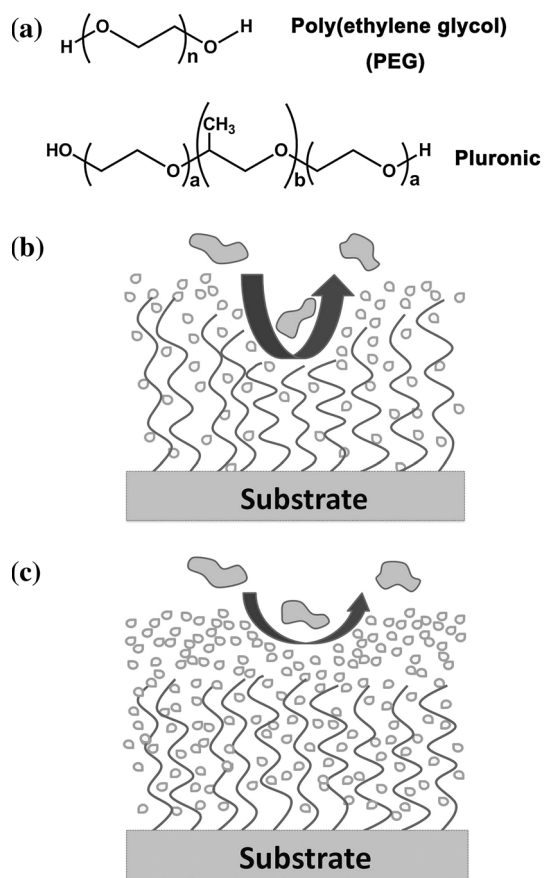 (a)
H O n O H Poly(ethylene glycol)
(PEG)
HO O a CH3 O b O a H Pluronic
(b)
Substrate
(c)
Substrate